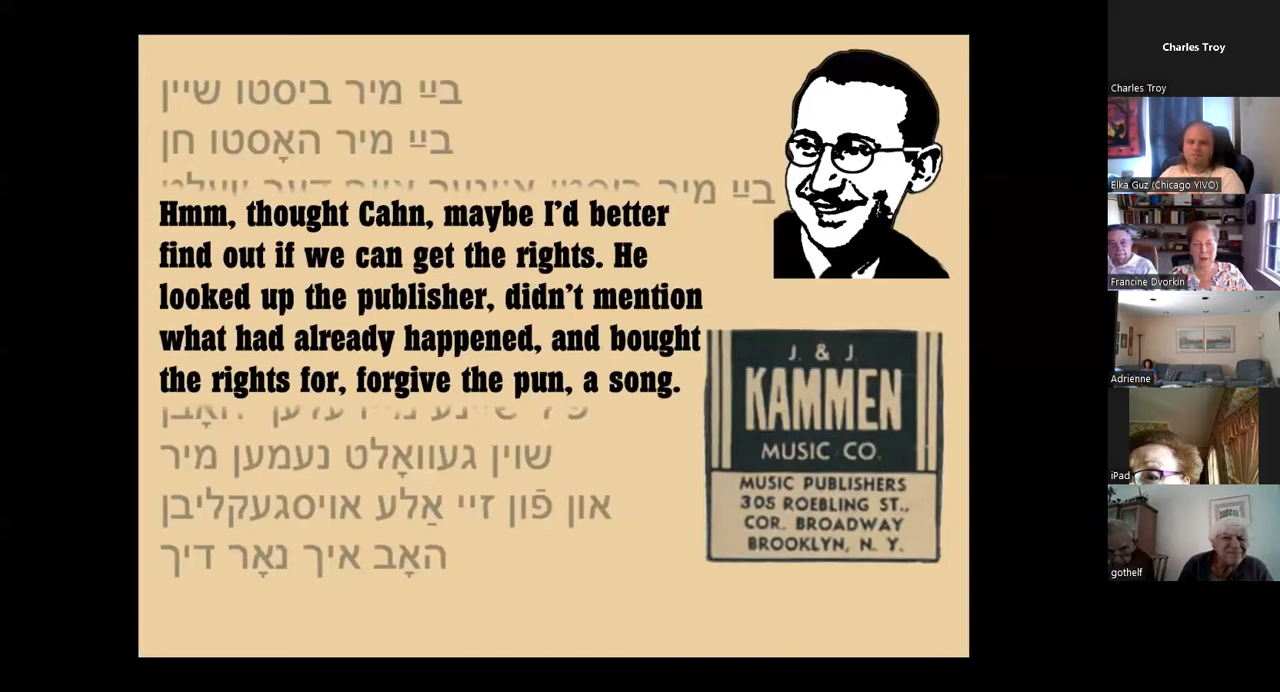 בײַ מיר ביסטו שיין
בײַ מיר האָסטו חן
בײַ מיר
Hmm, thought Cahn, maybe I’d better
find out if we can get the rights. He
looked up the publisher, didn’t mention
what had already happened, and bought
the rights for, forgive the pun, a song.
שוין געוואָלט נעמען מיר
און פֿון זיי אַלע אויסגעקליבן
האָב איך נאָר דיך
J. & J.
KAMMEN
MUSIC CO.
MUSIC PUBLISHERS
305 ROEBLING ST.,
COR. BROADWAY
BROOKLYN, N. Y.
Charles Troy
Charles Troy
Elka Guz (Chicago YIVO)
Francine Dvorkin
Adrienne
iPad
gothelf